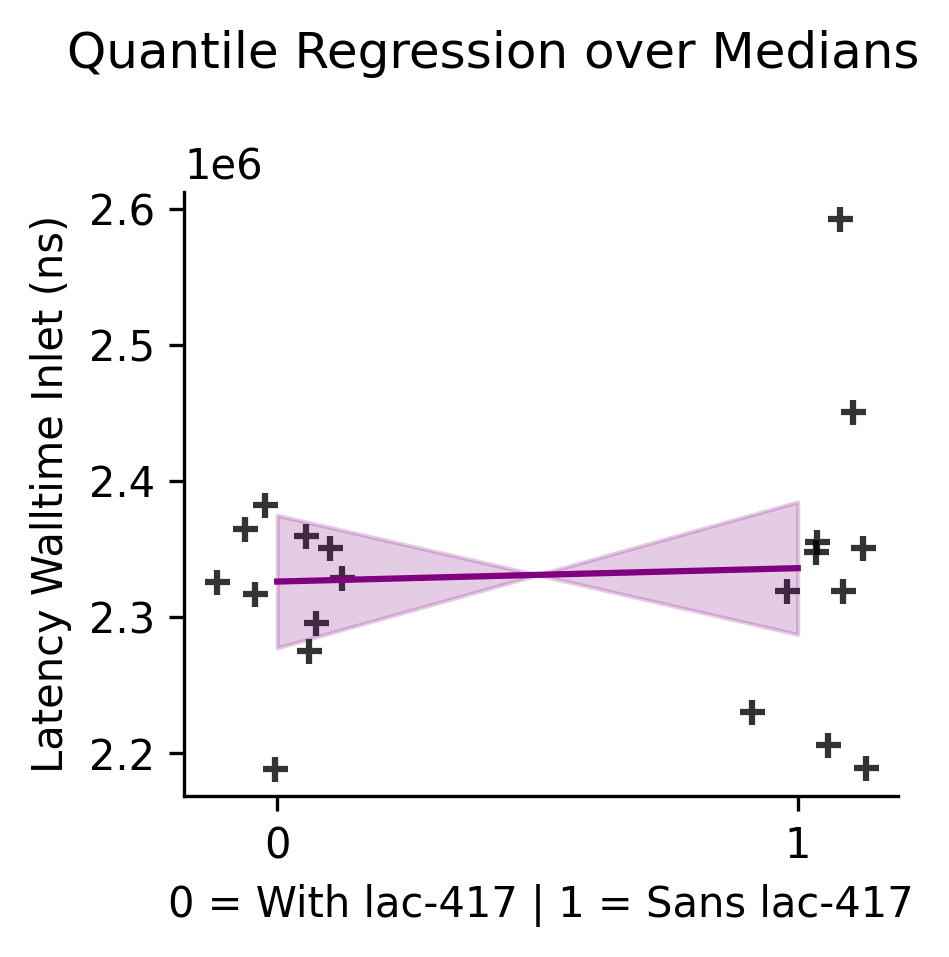 Quantile Regression over Medians
1e6
2.6
2.5
2.4
2.3
2.2
Latency Walltime Inlet (ns)
0
1
0 = With lac-417 | 1 = Sans lac-417